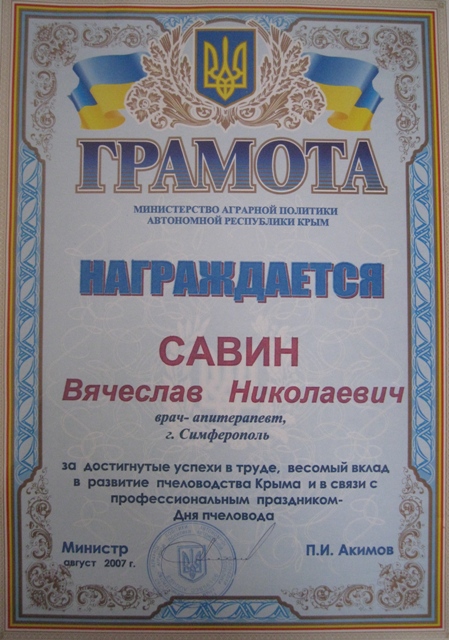 ГРАМОТА
МИНИСТЕРСТВО АГРАРНОЙ ПОЛИТИКИ
АВТОНОМНОЙ РЕСПУБЛИКИ КРЫМ
НАГРАЖДАЕТСЯ
САВИН
Вячеслав Николаевич
врач- апитерапевт,
г. Симферополь
за достигнутые успехи в труде, весомый вклад
в развитие пчеловодства Крыма и в связи с
профессиональным праздником-
Дня пчеловода
Министр П.И. Акимов
август 2007 г.